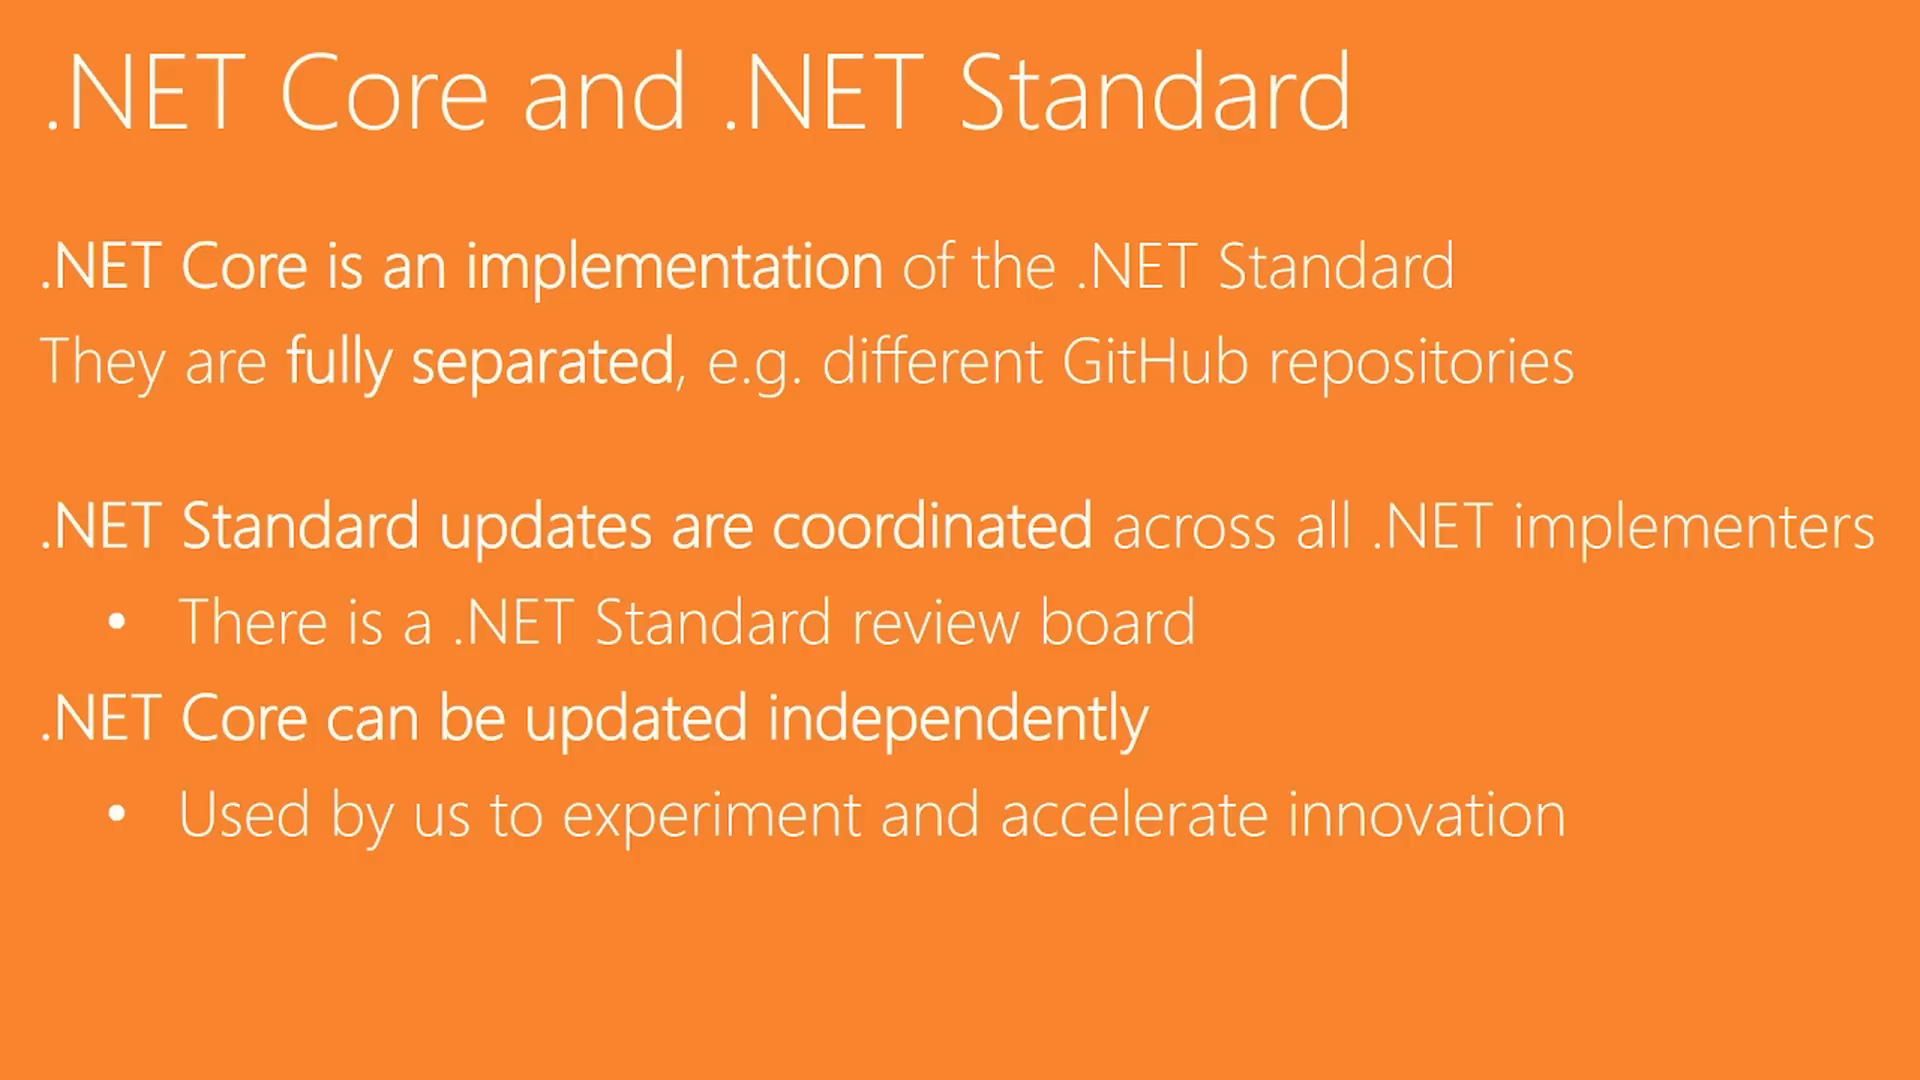 .NET Core and .NET Standard
.NET Core is an implementation of the .NET Standard
They are fully separated, e.g. different GitHub repositories
.NET Standard updates are coordinated across all .NET implementers
• There is a .NET Standard review board
.NET Core can be updated independently
• Used by us to experiment and accelerate innovation